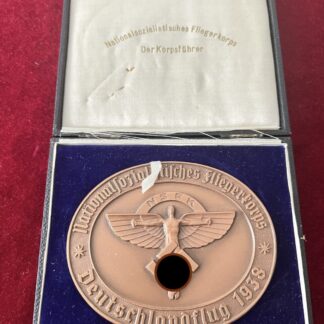 Nationalsozialistisches Fliegerkorps
Der Korpsführer
Nationalsozialistisches Fliegerkorps
NSFK
Deutschlandflug 1938